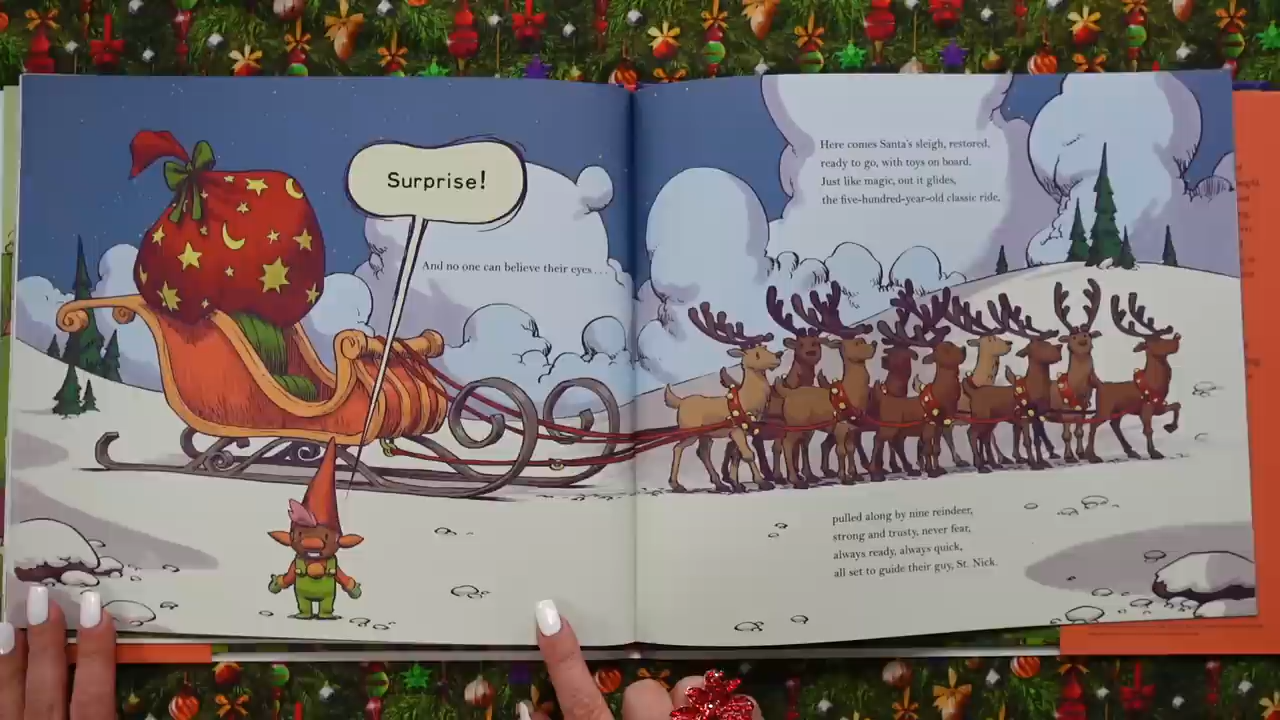 Surprise!
And no one can believe their eyes . . .
Here comes Santa's sleigh, restored,
ready to go, with toys on board.
Just like magic, out it glides,
the five-hundred-year-old classic ride,
pulled along by nine reindeer,
strong and trusty, never fear,
always ready, always quick,
all set to guide their guy, St. Nick.